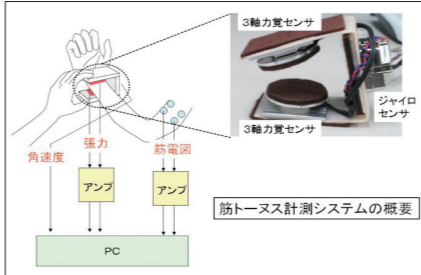 3軸力覚センサ
ジャイロ
センサ
3軸力覚センサ
張力
筋電図
角速度
アンプ
アンプ
筋トーヌス計測システムの概要
PC